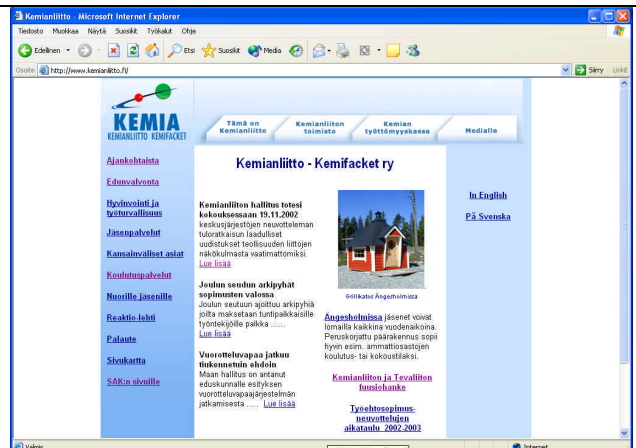 Kemianliitto - Microsoft Internet Explorer
Tiedosto Muokkaa Näytä Suosikit Työkalut Ohje
Edellinen Etsi Suosikit Media
Osoite http://www.kemianliitto.fi/ Siirry Linkit
KEMIA
KEMIANLIITTO KEMIFACKET
Tämä on
Kemianliitto
Kemianliiton
toimisto
Kemian
työttömyyskassa
Medialle
Ajankohtaista
Edunvalvonta
Hyvinvointi ja
työturvallisuus
Jäsenpalvelut
Kansainväliset asiat
Koulutuspalvelut
Nuorille jäsenille
Reaktio-lehti
Palaute
Sivukartta
SAK:n sivuille
Kemianliitto - Kemifacket ry
Kemianliiton hallitus totesi
kokouksessaan 19.11.2002
keskusjärjestöjen neuvotteleman
tuloratkaisun laadulliset
uudistukset teollisuuden liittojen
näkökulmasta vaatimattomiksi.
Lue lisää
Joulun seudun arkipyhät
sopimusten valossa
Joulun seutuun ajoittuu arkipyhiä
joilta maksetaan tuntipalkkaisille
työntekijöille palkka ......
Lue lisää
Vuorotteluvapaa jatkuu
tiukennetuin ehdoin
Maan hallitus on antanut
eduskunnalle esityksen
vuorotteluvapaajärjestelmän
jatkamisesta ..... Lue lisää
Grillikatos Ängesholmissa
Ängesholmissa jäsenet voivat
lomailla kaikkina vuodenaikoina.
Peruskorjattu päärakennus sopii
hyvin esim. ammattiosastojen
koulutus- tai kokoustilaksi.
Kemianliiton ja Tevaliiton
fuusiohanke
Työehtosopimus-
neuvottelujen
aikataulu 2002-2003
In English
På Svenska
Valmis Internet